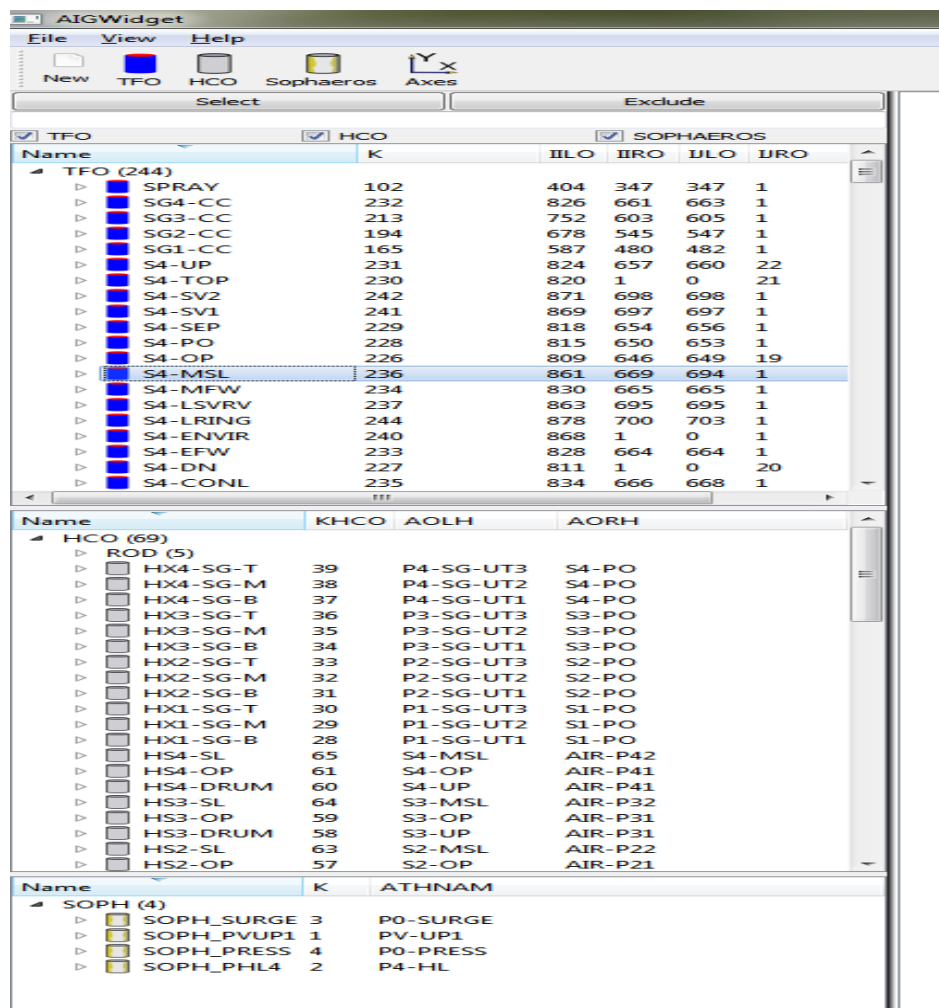 AIGWidget
File View Help
New TFO HCO Sophaeros Axes
Select Exclude
TFO HCO SOPHAEROS
Name K IILO IIRO IJLO IJRO
TFO (244)
SPRAY 102 404 347 347 1
SG4-CC 232 826 661 663 1
SG3-CC 213 752 603 605 1
SG2-CC 194 678 545 547 1
SG1-CC 165 587 480 482 1
S4-UP 231 824 657 660 22
S4-TOP 230 820 1 0 21
S4-SV2 242 871 698 698 1
S4-SV1 241 869 697 697 1
S4-SEP 229 818 654 656 1
S4-PO 228 815 650 653 1
S4-OP 226 809 646 649 19
S4-MSL 236 861 669 694 1
S4-MFW 234 830 665 665 1
S4-LSVRV 237 863 695 695 1
S4-LRING 244 878 700 703 1
S4-ENVIR 240 868 1 0 1
S4-EFW 233 828 664 664 1
S4-DN 227 811 1 0 20
S4-CONL 235 834 666 668 1
Name KHCO AOLH AORH
HCO (69)
ROD (5)
HX4-SG-T 39 P4-SG-UT3 S4-PO
HX4-SG-M 38 P4-SG-UT2 S4-PO
HX4-SG-B 37 P4-SG-UT1 S4-PO
HX3-SG-T 36 P3-SG-UT3 S3-PO
HX3-SG-M 35 P3-SG-UT2 S3-PO
HX3-SG-B 34 P3-SG-UT1 S3-PO
HX2-SG-T 33 P2-SG-UT3 S2-PO
HX2-SG-M 32 P2-SG-UT2 S2-PO
HX2-SG-B 31 P2-SG-UT1 S2-PO
HX1-SG-T 30 P1-SG-UT3 S1-PO
HX1-SG-M 29 P1-SG-UT2 S1-PO
HX1-SG-B 28 P1-SG-UT1 S1-PO
HS4-SL 65 S4-MSL AIR-P42
HS4-OP 61 S4-OP AIR-P41
HS4-DRUM 60 S4-UP AIR-P41
HS3-SL 64 S3-MSL AIR-P32
HS3-OP 59 S3-OP AIR-P31
HS3-DRUM 58 S3-UP AIR-P31
HS2-SL 63 S2-MSL AIR-P22
HS2-OP 57 S2-OP AIR-P21
Name K ATHNAM
SOPH (4)
SOPH_SURGE 3 P0-SURGE
SOPH_PVUP1 1 PV-UP1
SOPH_PRESS 4 P0-PRESS
SOPH_PHL4 2 P4-HL